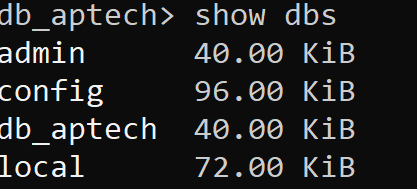 db_aptech> show dbs
admin 40.00 KiB
config 96.00 KiB
db_aptech 40.00 KiB
local 72.00 KiB